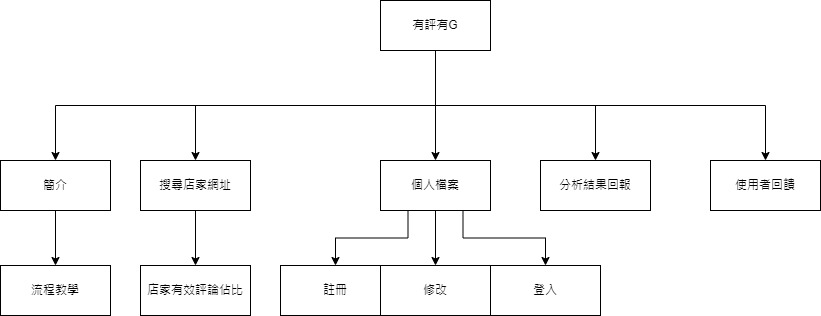 有評有G
簡介
搜尋店家網址
個人檔案
分析結果回報
使用者回饋
流程教學
店家有效評論佔比
註冊
修改
登入